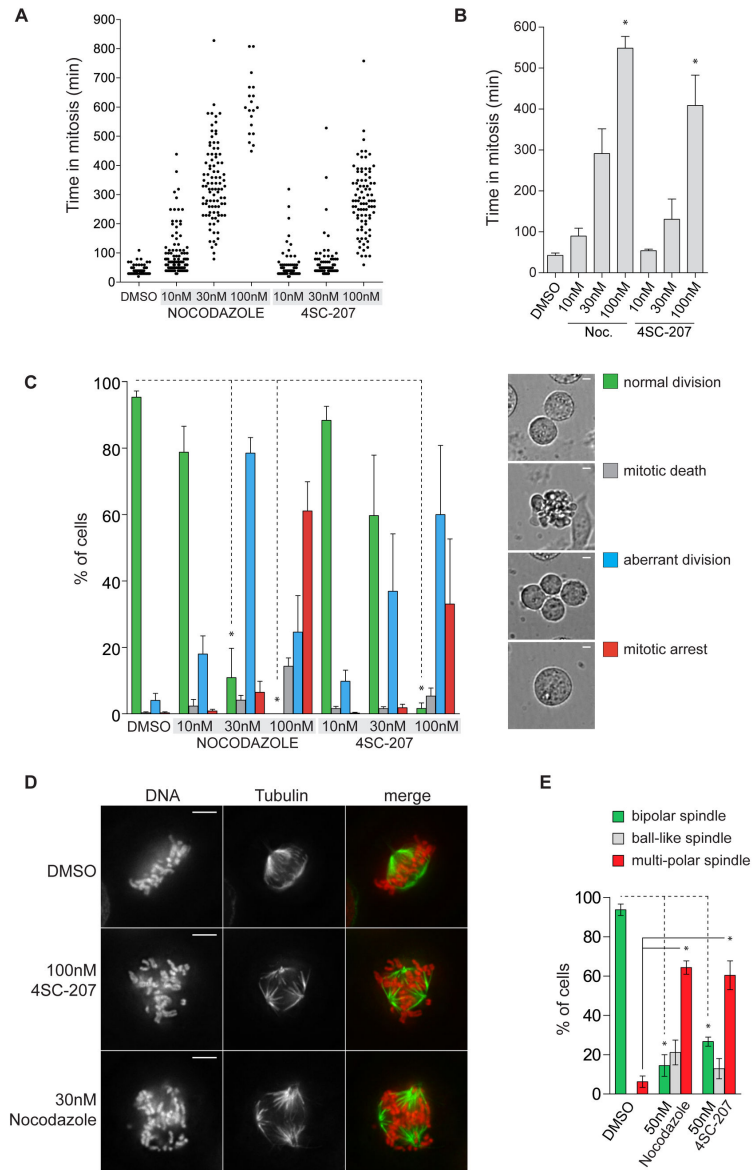 A
Time in mitosis (min)
900
800
700
600
500
400
300
200
100
0
DMSO 10nM 30nM 100nM 10nM 30nM 100nM
NOCODAZOLE 4SC-207
B
Time in mitosis (min)
600
500
400
300
200
100
0
* *
DMSO 10nM 30nM 100nM 10nM 30nM 100nM
Noc. 4SC-207
C
% of cells
100
80
60
40
20
0
* * *
DMSO 10nM 30nM 100nM 10nM 30nM 100nM
NOCODAZOLE 4SC-207
normal division
mitotic death
aberrant division
mitotic arrest
D
DNA Tubulin merge
DMSO
100nM
4SC-207
30nM
Nocodazole
E
bipolar spindle
ball-like spindle
multi-polar spindle
% of cells
100
80
60
40
20
0
* * * *
DMSO
50nM
Nocodazole
50nM
4SC-207